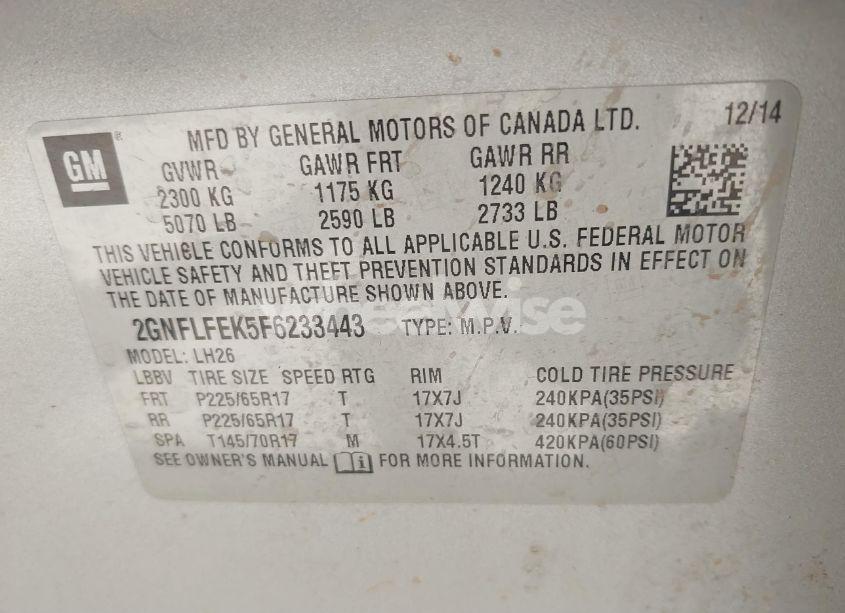 GM ®
MFD BY GENERAL MOTORS OF CANADA LTD. 12/14
GVWR GAWR FRT GAWR RR
2300 KG 1175 KG 1240 KG
5070 LB 2590 LB 2733 LB
THIS VEHICLE CONFORMS TO ALL APPLICABLE U.S. FEDERAL MOTOR
VEHICLE SAFETY AND THEFT PREVENTION STANDARDS IN EFFECT ON
THE DATE OF MANUFACTURE SHOWN ABOVE.
2GNFLFEK5F6233443 TYPE: M.P.V.
MODEL: LH26
LBBV TIRE SIZE SPEED RTG RIM COLD TIRE PRESSURE
FRT P225/65R17 T 17X7J 240KPA(35PSI)
RR P225/65R17 T 17X7J 240KPA(35PSI)
SPA T145/70R17 M 17X4.5T 420KPA(60PSI)
SEE OWNER'S MANUAL FOR MORE INFORMATION.